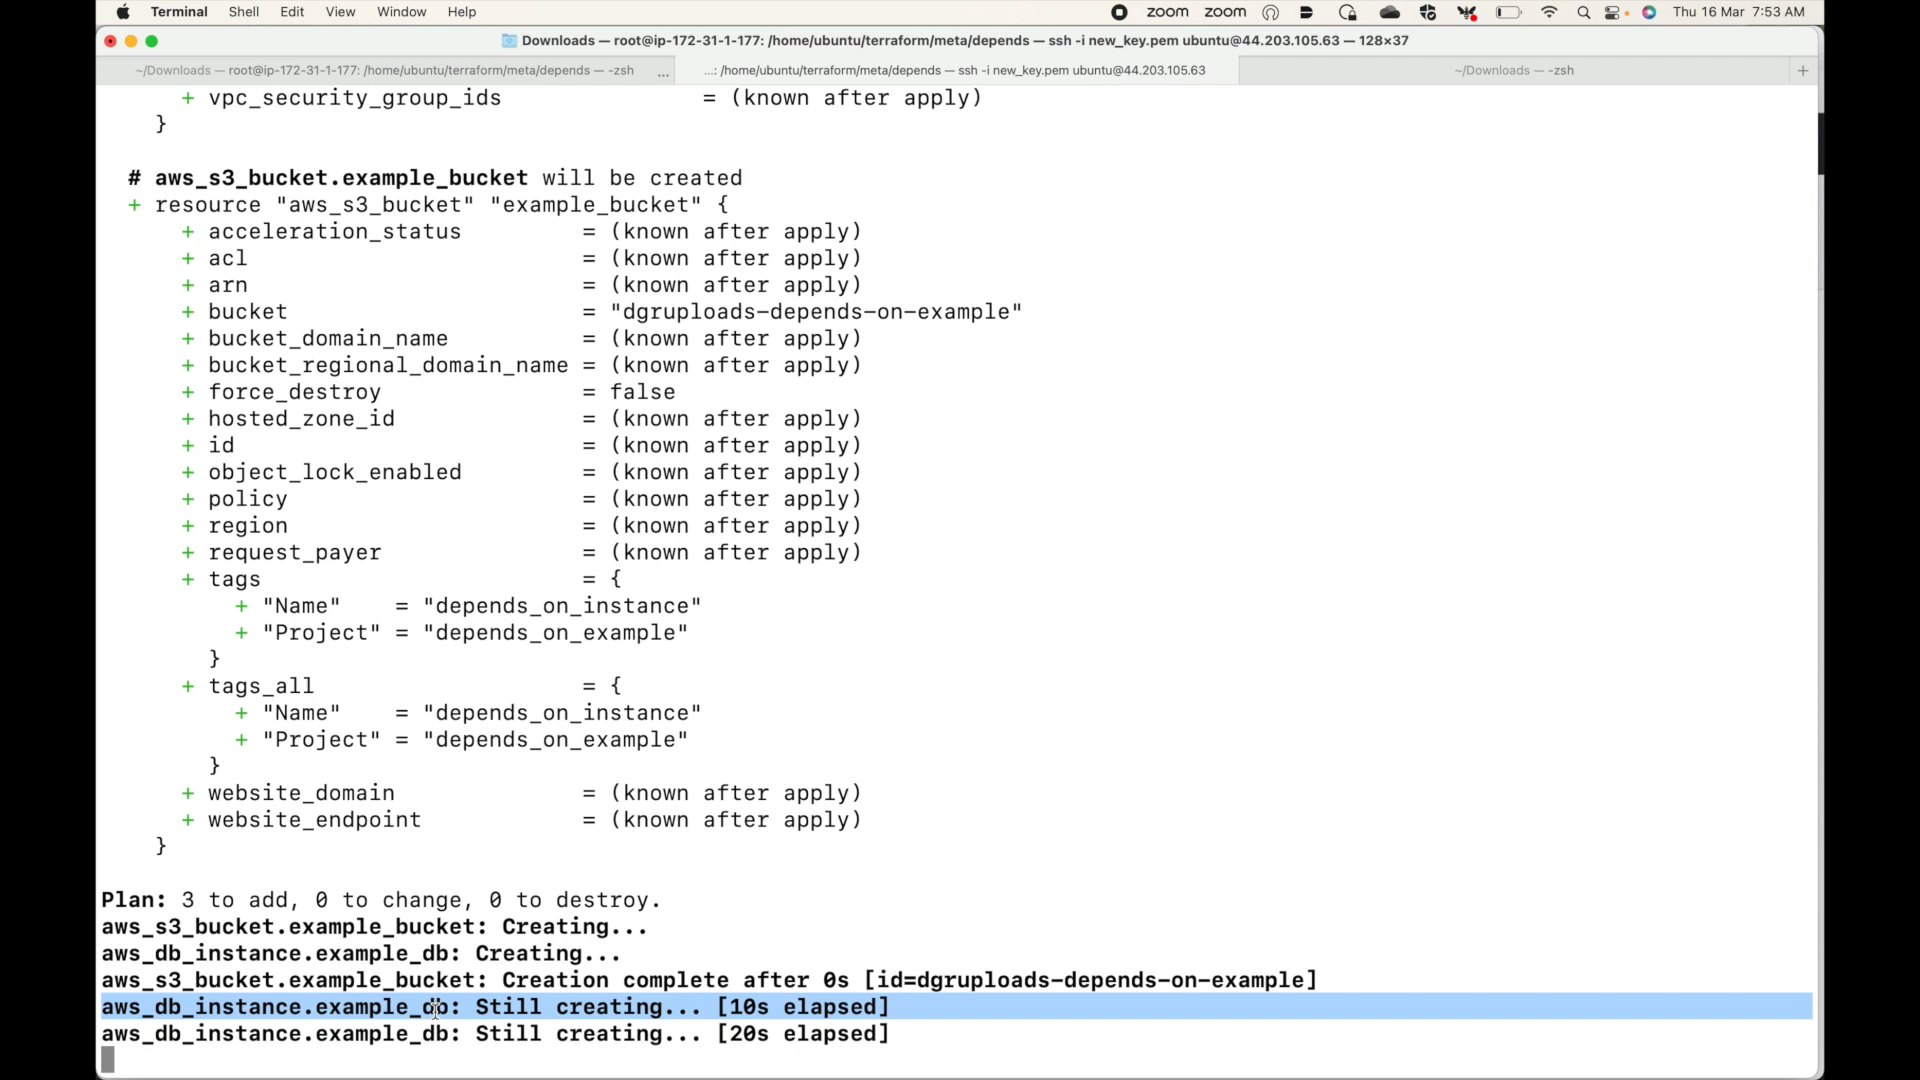 Terminal Shell Edit View Window Help zoom zoom Thu 16 Mar 7:53 AM
Downloads — root@ip-172-31-1-177: /home/ubuntu/terraform/meta/depends — ssh -i new_key.pem ubuntu@44.203.105.63 — 128×37
~/Downloads — root@ip-172-31-1-177: /home/ubuntu/terraform/meta/depends — -zsh ... ...: /home/ubuntu/terraform/meta/depends — ssh -i new_key.pem ubuntu@44.203.105.63 ~/Downloads — -zsh +
+ vpc_security_group_ids = (known after apply)
}
# aws_s3_bucket.example_bucket will be created
+ resource "aws_s3_bucket" "example_bucket" {
+ acceleration_status = (known after apply)
+ acl = (known after apply)
+ arn = (known after apply)
+ bucket = "dgruploads-depends-on-example"
+ bucket_domain_name = (known after apply)
+ bucket_regional_domain_name = (known after apply)
+ force_destroy = false
+ hosted_zone_id = (known after apply)
+ id = (known after apply)
+ object_lock_enabled = (known after apply)
+ policy = (known after apply)
+ region = (known after apply)
+ request_payer = (known after apply)
+ tags = {
+ "Name" = "depends_on_instance"
+ "Project" = "depends_on_example"
}
+ tags_all = {
+ "Name" = "depends_on_instance"
+ "Project" = "depends_on_example"
}
+ website_domain = (known after apply)
+ website_endpoint = (known after apply)
}
Plan: 3 to add, 0 to change, 0 to destroy.
aws_s3_bucket.example_bucket: Creating...
aws_db_instance.example_db: Creating...
aws_s3_bucket.example_bucket: Creation complete after 0s [id=dgruploads-depends-on-example]
aws_db_instance.example_db: Still creating... [10s elapsed]
aws_db_instance.example_db: Still creating... [20s elapsed]